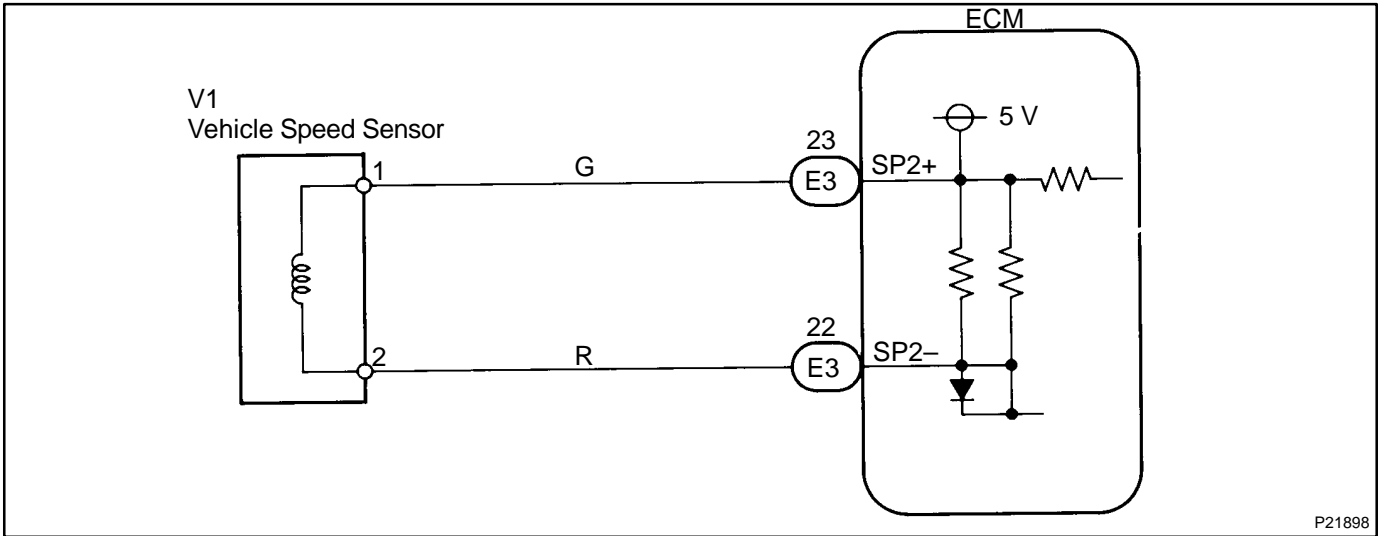 ECM
V1
Vehicle Speed Sensor
5 V
1
G
23
E3
SP2+
2
R
22
E3
SP2–
P21898